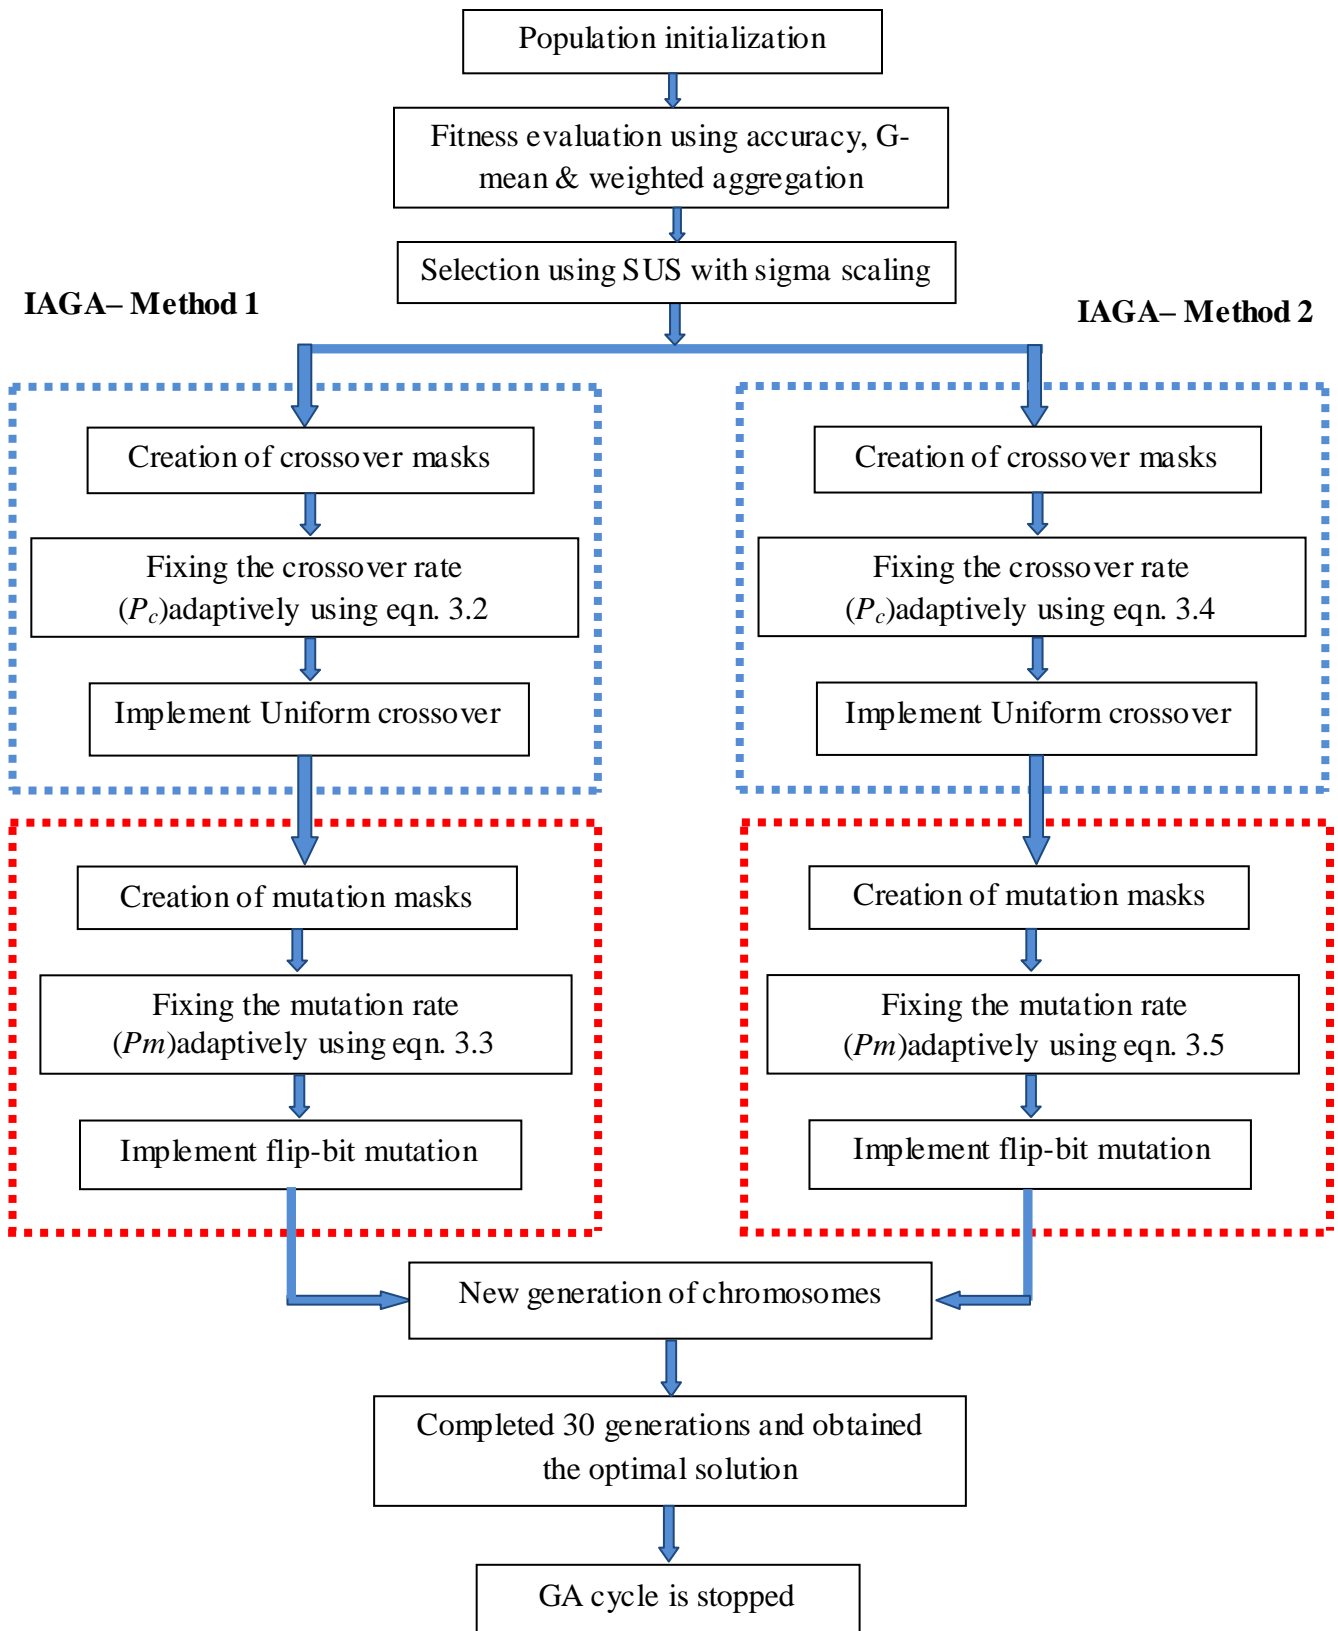 Population initialization
Fitness evaluation using accuracy, G-
mean & weighted aggregation
Selection using SUS with sigma scaling
IAGA– Method 1
IAGA– Method 2
Creation of crossover masks
Fixing the crossover rate
(Pc)adaptively using eqn. 3.2
Implement Uniform crossover
Creation of mutation masks
Fixing the mutation rate
(Pm)adaptively using eqn. 3.3
Implement flip-bit mutation
Creation of crossover masks
Fixing the crossover rate
(Pc)adaptively using eqn. 3.4
Implement Uniform crossover
Creation of mutation masks
Fixing the mutation rate
(Pm)adaptively using eqn. 3.5
Implement flip-bit mutation
New generation of chromosomes
Completed 30 generations and obtained
the optimal solution
GA cycle is stopped